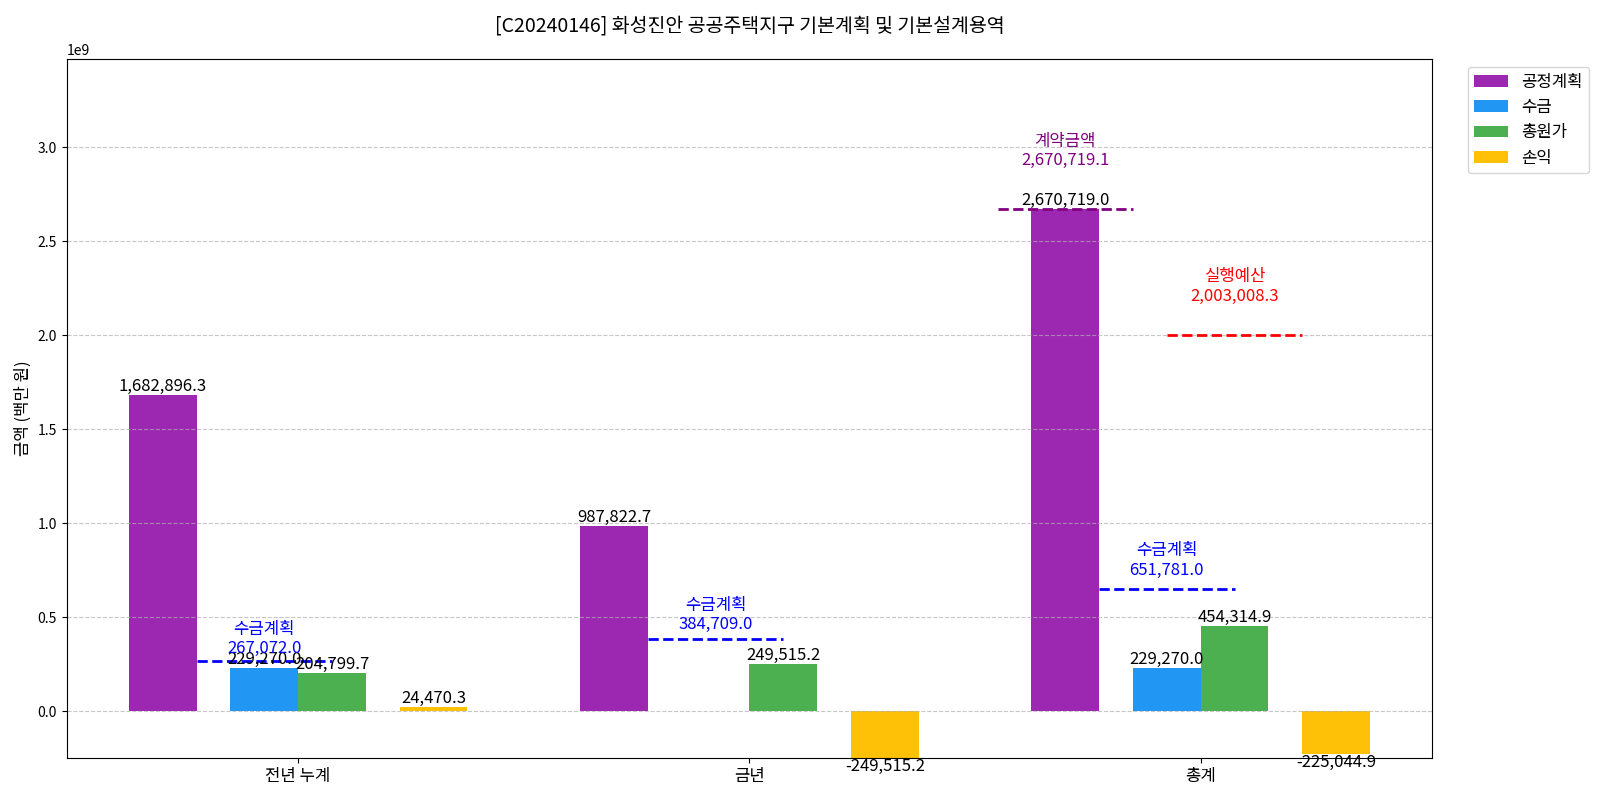 [C20240146] 화성진안 공공주택지구 기본계획 및 기본설계용역
1e9
공정계획
수금
총원가
손익
계약금액
2,670,719.1
2,670,719.0
실행예산
2,003,008.3
1,682,896.3
987,822.7
수금계획
651,781.0
수금계획
384,709.0
수금계획
267,072.0
229,270.0
204,799.7
24,470.3
249,515.2
-249,515.2
229,270.0
454,314.9
-225,044.9
금액 (백만 원)
3.0
2.5
2.0
1.5
1.0
0.5
0.0
전년 누계
금년
총계